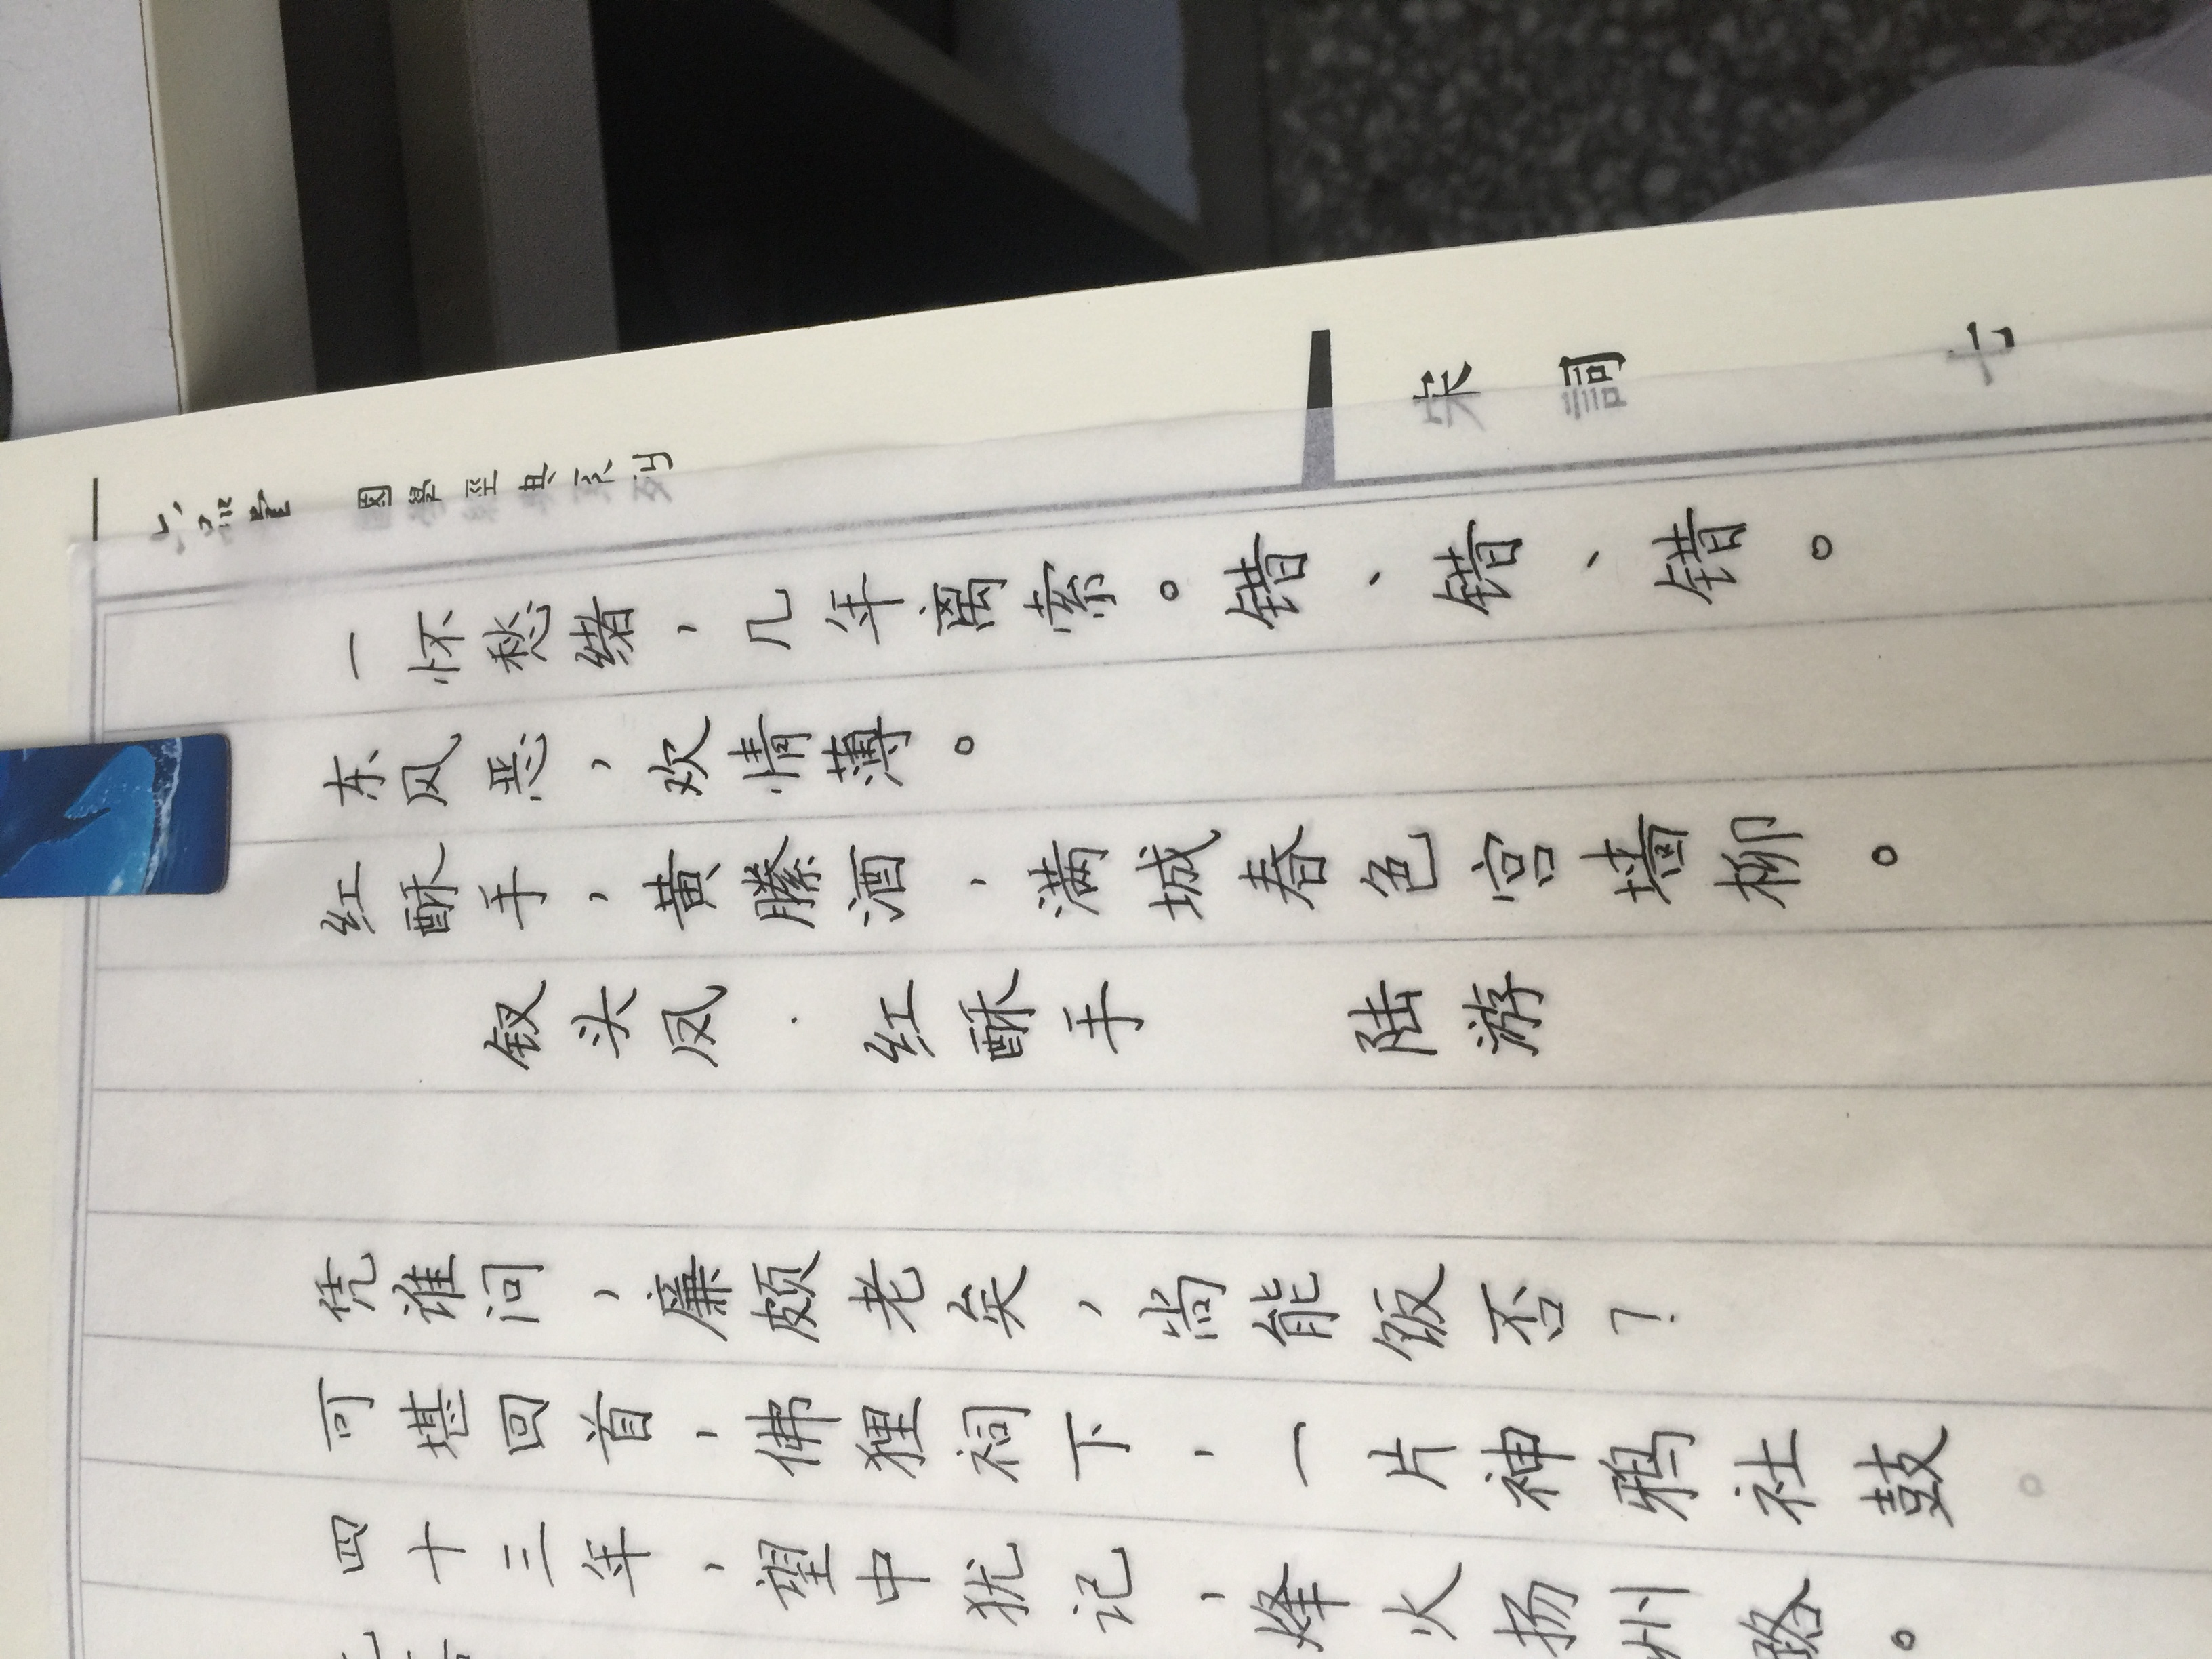 四十三年，望中犹记，烽火扬州路。
可堪回首，佛狸祠下，一片神鸦社鼓。
凭谁问，廉颇老矣，尚能饭否？
钗头凤·红酥手 陆游
红酥手，黄縢酒，满城春色宫墙柳。
东风恶，欢情薄。
一怀愁绪，几年离索。错、错、错。
六品堂 國學經典系列
宋詞
七